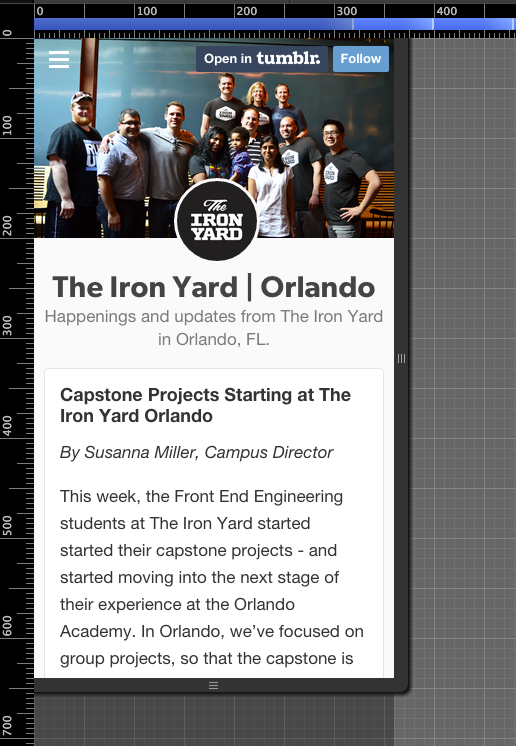 0 100 200 300 400
0
100
200
300
400
500
600
700
Open in tumblr. Follow
The
IRON
YARD
The Iron Yard | Orlando
Happenings and updates from The Iron Yard
in Orlando, FL.
Capstone Projects Starting at The
Iron Yard Orlando
By Susanna Miller, Campus Director
This week, the Front End Engineering
students at The Iron Yard started
started their capstone projects - and
started moving into the next stage of
their experience at the Orlando
Academy. In Orlando, we’ve focused on
group projects, so that the capstone is